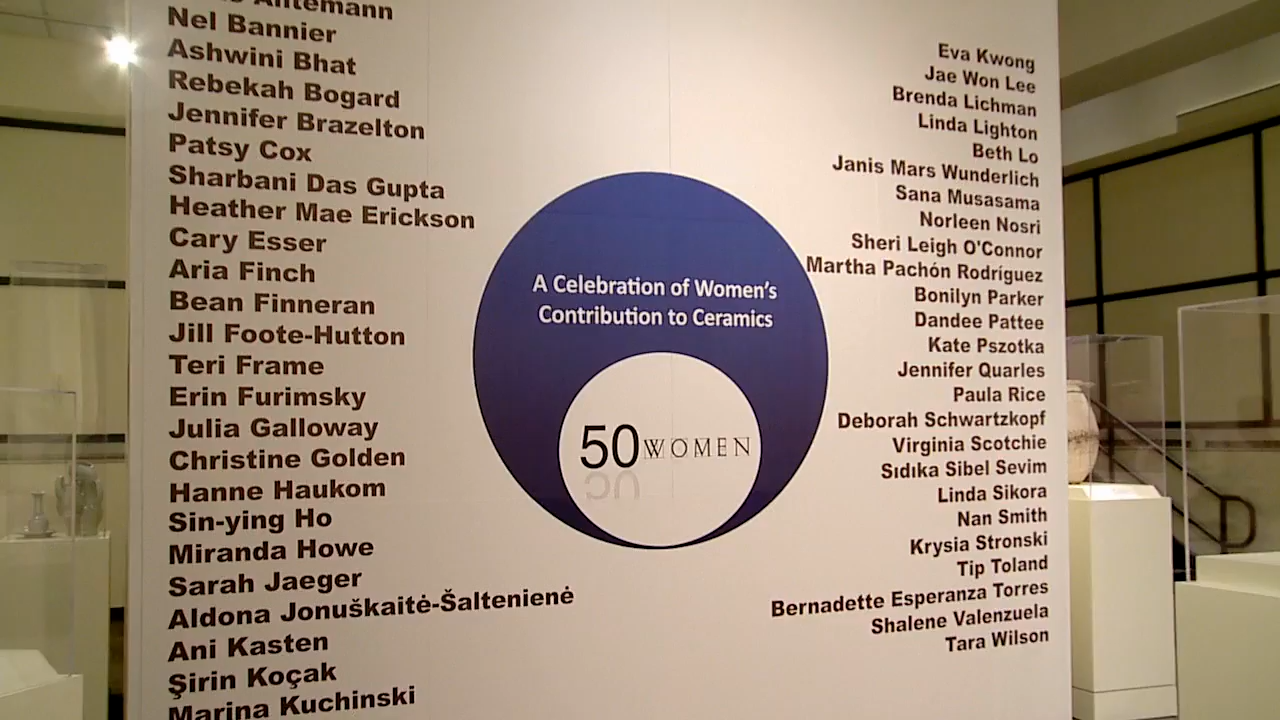 Nel Bannier
Ashwini Bhat
Rebekah Bogard
Jennifer Brazelton
Patsy Cox
Sharbani Das Gupta
Heather Mae Erickson
Cary Esser
Aria Finch
Bean Finneran
Jill Foote-Hutton
Teri Frame
Erin Furimsky
Julia Galloway
Christine Golden
Hanne Haukom
Sin-ying Ho
Miranda Howe
Sarah Jaeger
Aldona Jonuškaitė-Šaltenienė
Ani Kasten
Şirin Koçak
Marina Kuchinski
A Celebration of Women's
Contribution to Ceramics
50 WOMEN
Eva Kwong
Jae Won Lee
Brenda Lichman
Linda Lighton
Beth Lo
Janis Mars Wunderlich
Sana Musasama
Norleen Nosri
Sheri Leigh O'Connor
Martha Pachón Rodríguez
Bonilyn Parker
Dandee Pattee
Kate Pszotka
Jennifer Quarles
Paula Rice
Deborah Schwartzkopf
Virginia Scotchie
Sıdıka Sibel Sevim
Linda Sikora
Nan Smith
Krysia Stronski
Tip Toland
Bernadette Esperanza Torres
Shalene Valenzuela
Tara Wilson